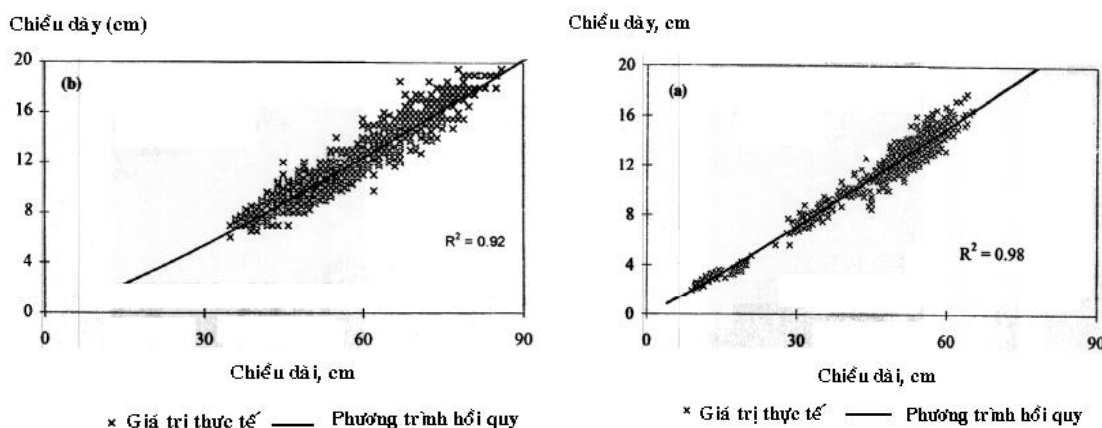 Chiều dày (cm)
20
16
12
8
4
0
(b)
R² = 0.92
0 30 60 90
Chiều dài, cm
× Giá trị thực tế — Phương trình hồi quy
Chiều dày, cm
20
16
12
8
4
0
(a)
R² = 0.98
0 30 60 90
Chiều dài, cm
× Giá trị thực tế — Phương trình hồi quy